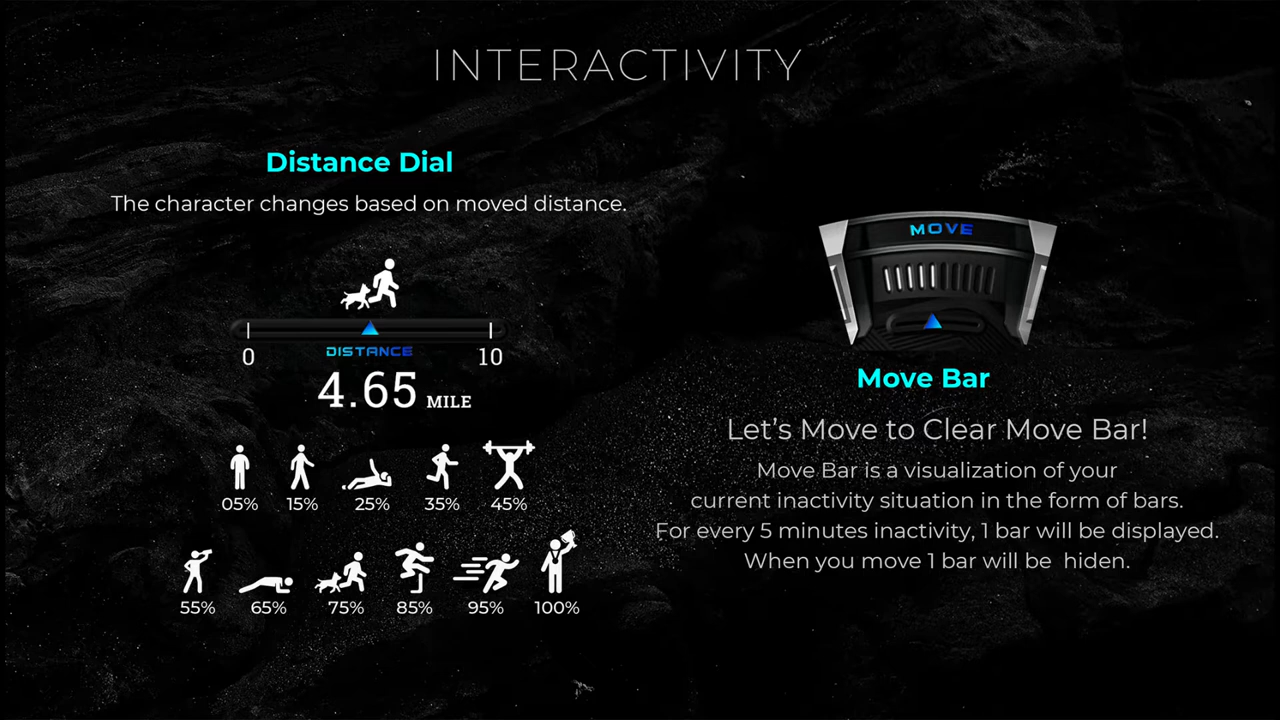 INTERACTIVITY
Distance Dial
The character changes based on moved distance.
0
DISTANCE
10
4.65 MILE
05% 15% 25% 35% 45%
55% 65% 75% 85% 95% 100%
MOVE
Move Bar
Let's Move to Clear Move Bar!
Move Bar is a visualization of your
current inactivity situation in the form of bars.
For every 5 minutes inactivity, 1 bar will be displayed.
When you move 1 bar will be hiden.